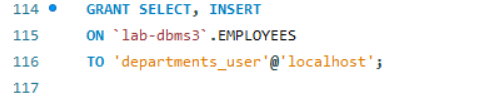 114 GRANT SELECT, INSERT
115 ON `lab-dbms3`.EMPLOYEES
116 TO 'departments_user'@'localhost';
117